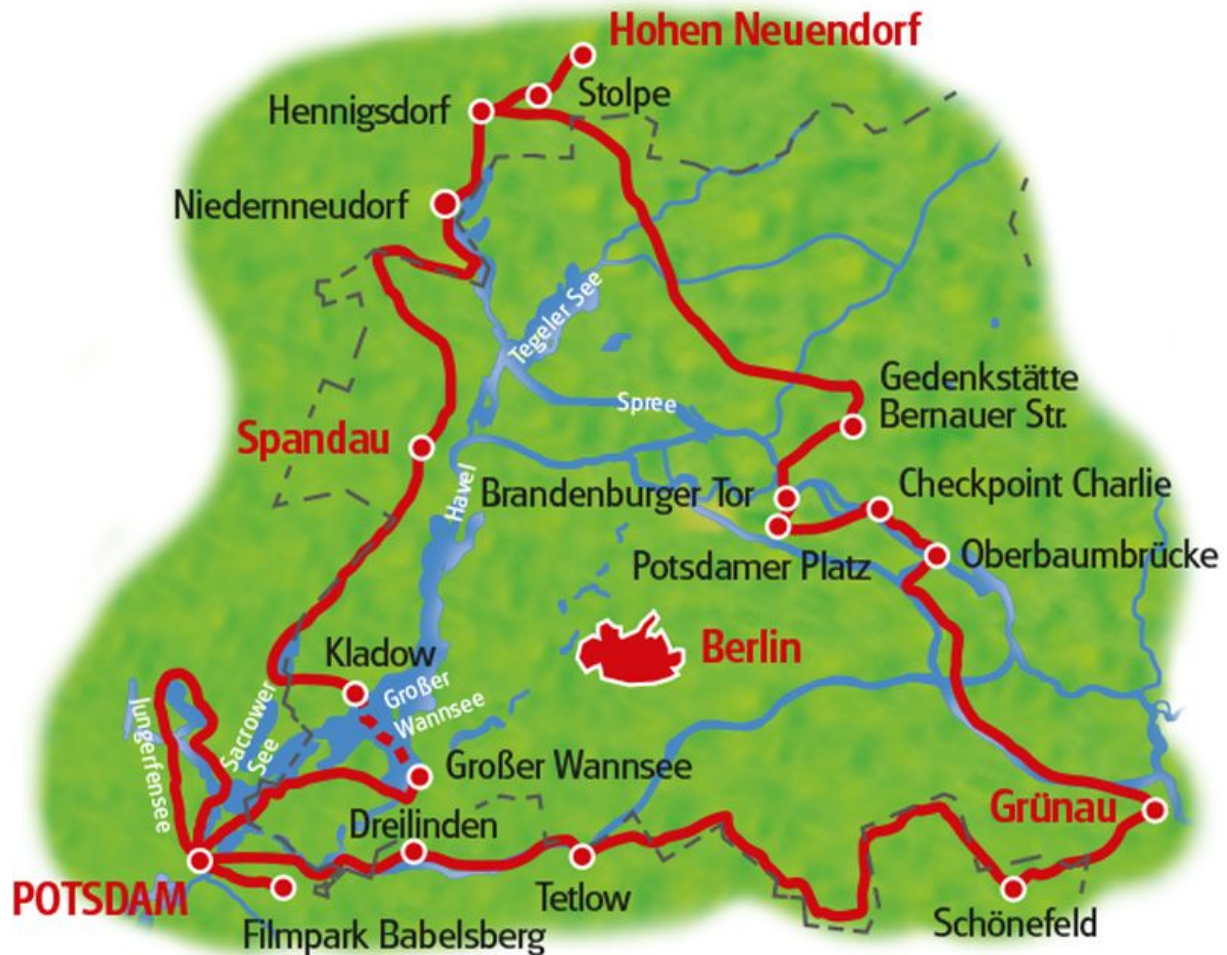 Hohen Neuendorf
Stolpe
Hennigsdorf
Niedernneudorf
Tegeler See
Gedenkstätte
Bernauer Str.
Spree
Spandau
Havel
Brandenburger Tor
Checkpoint Charlie
Potsdamer Platz
Oberbaumbrücke
Berlin
Kladow
Großer
Wannsee
Sacrower
See
Jungerfensee
Großer Wannsee
Dreilinden
Grünau
POTSDAM
Tetlow
Schönefeld
Filmpark Babelsberg